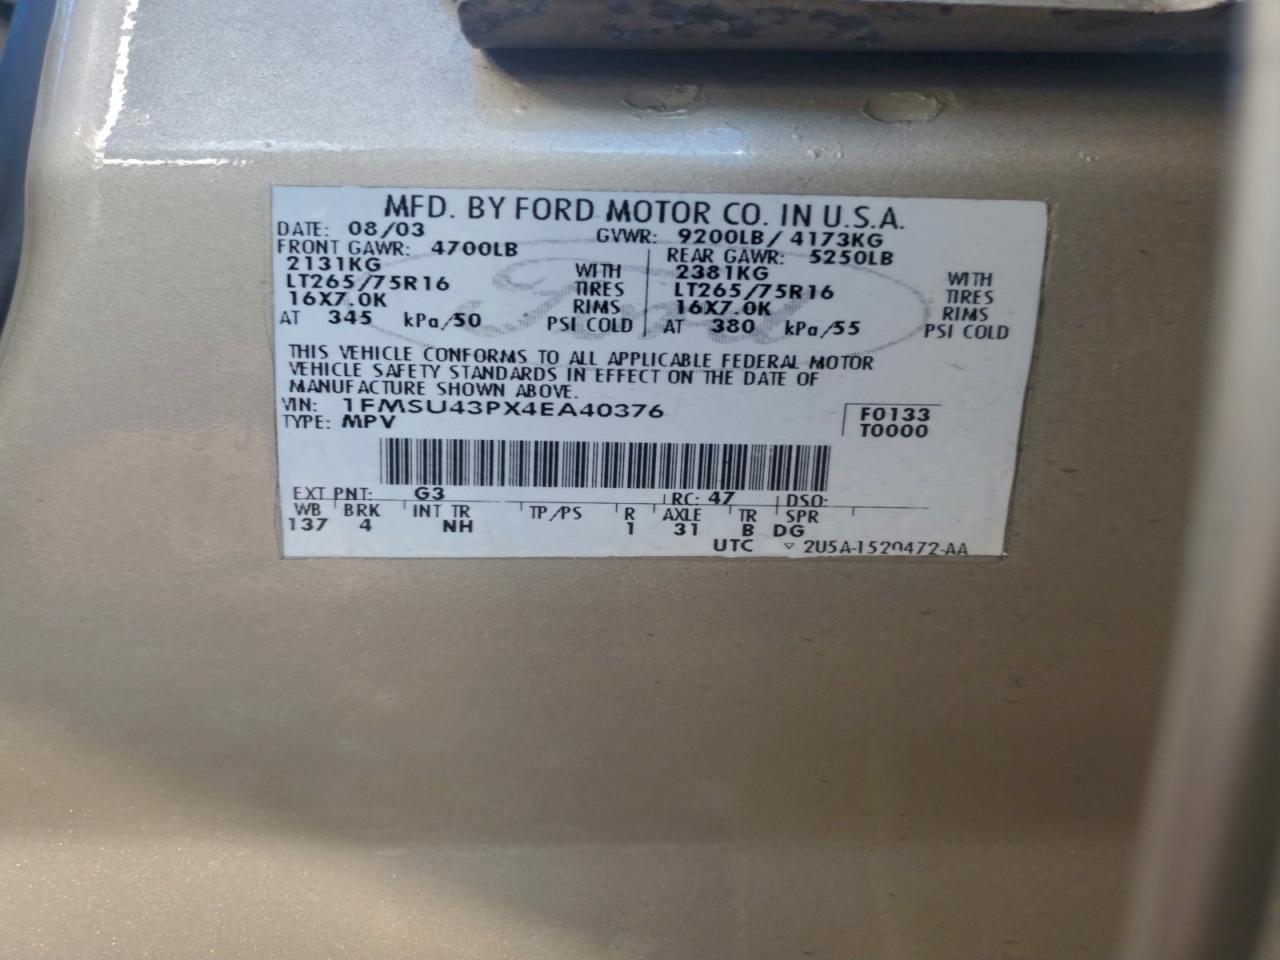 MFD. BY FORD MOTOR CO. IN U.S.A.
DATE: 08/03 GVWR: 9200LB/ 4173KG
FRONT GAWR: 4700LB REAR GAWR: 5250LB
2131KG WITH 2381KG WITH
LT265/75R16 TIRES LT265/75R16 TIRES
16X7.0K RIMS 16X7.0K RIMS
AT 345 kPa/50 PSI COLD AT 380 kPa/55 PSI COLD
Ford
THIS VEHICLE CONFORMS TO ALL APPLICABLE FEDERAL MOTOR
VEHICLE SAFETY STANDARDS IN EFFECT ON THE DATE OF
MANUFACTURE SHOWN ABOVE.
VIN: 1FMSU43PX4EA40376 F0133
TYPE: MPV T0000
EXT PNT: G3 RC: 47 DSO:
WB BRK INT TR TP/PS R AXLE TR SPR
137 4 NH 1 31 B DG
UTC ▽ 2U5A-1520472-AA